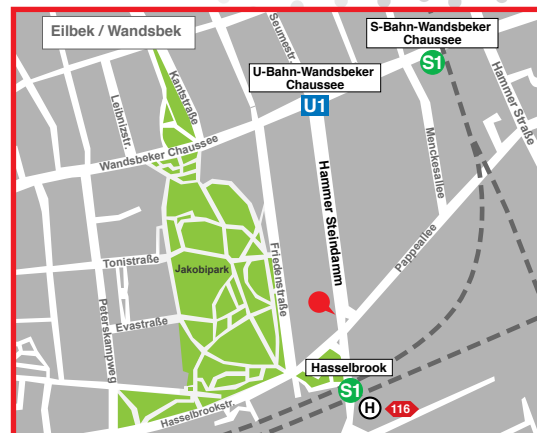 Eilbek / Wandsbek
Seumestr.
S-Bahn-Wandsbeker
Chaussee
S1
U-Bahn-Wandsbeker
Chaussee
U1
Kantstraße
Leibnizstr.
Hammer Straße
Menckesallee
Wandsbeker Chaussee
Hammer Steindamm
Pappelallee
Friedenstraße
Tonistraße
Jakobipark
Peterskampweg
Evastraße
Hasselbrook
S1
H
116
Hasselbrookstr.